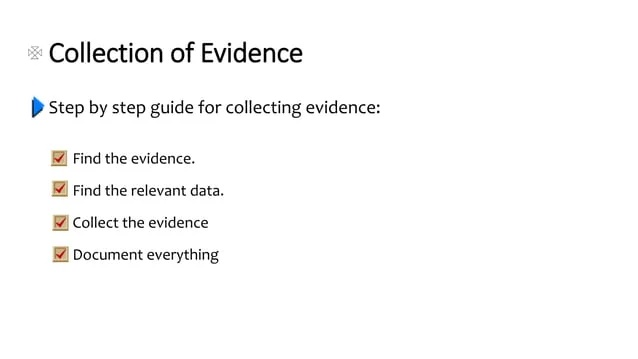 Collection of Evidence
Step by step guide for collecting evidence:
Find the evidence.
Find the relevant data.
Collect the evidence
Document everything